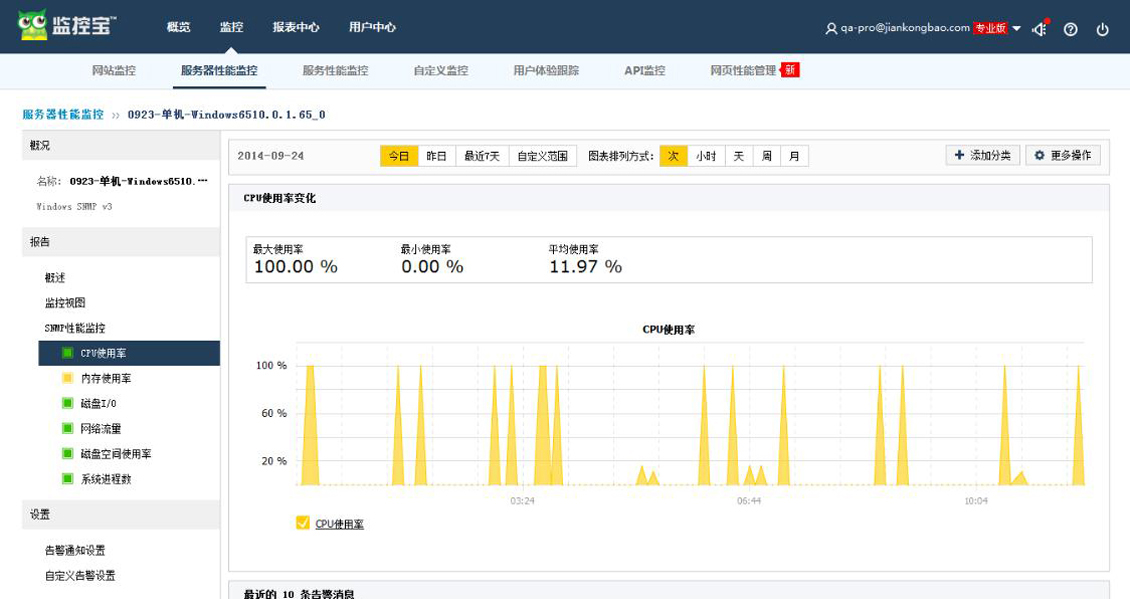 监控宝™
概览 监控 报表中心 用户中心
qa-pro@jiankongbao.com 专业版
网站监控 服务器性能监控 服务性能监控 自定义监控 用户体验跟踪 API监控 网页性能管理 新
服务器性能监控 >> 0923-单机-Windows6510.0.1.65_0
概况
名称: 0923-单机-Windows6510.···
Windows SNMP v3
报告
概述
监控视图
SNMP性能监控
CPU使用率
内存使用率
磁盘I/O
网络流量
磁盘空间使用率
系统进程数
设置
告警通知设置
自定义告警设置
2014-09-24 今日 昨日 最近7天 自定义范围 图表排列方式: 次 小时 天 周 月 添加分类 更多操作
CPU使用率变化
最大使用率 最小使用率 平均使用率
100.00 % 0.00 % 11.97 %
CPU使用率
100 %
60 %
20 %
03:24 06:44 10:04
CPU使用率
最近的 10 条告警消息